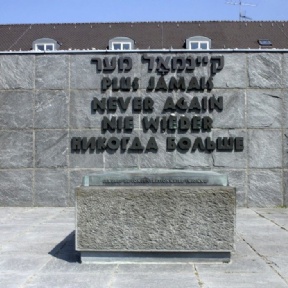 קיינמאל מער
PLUS JAMAIS
NEVER AGAIN
NIE WIEDER
НИКОГДА БОЛЬШЕ